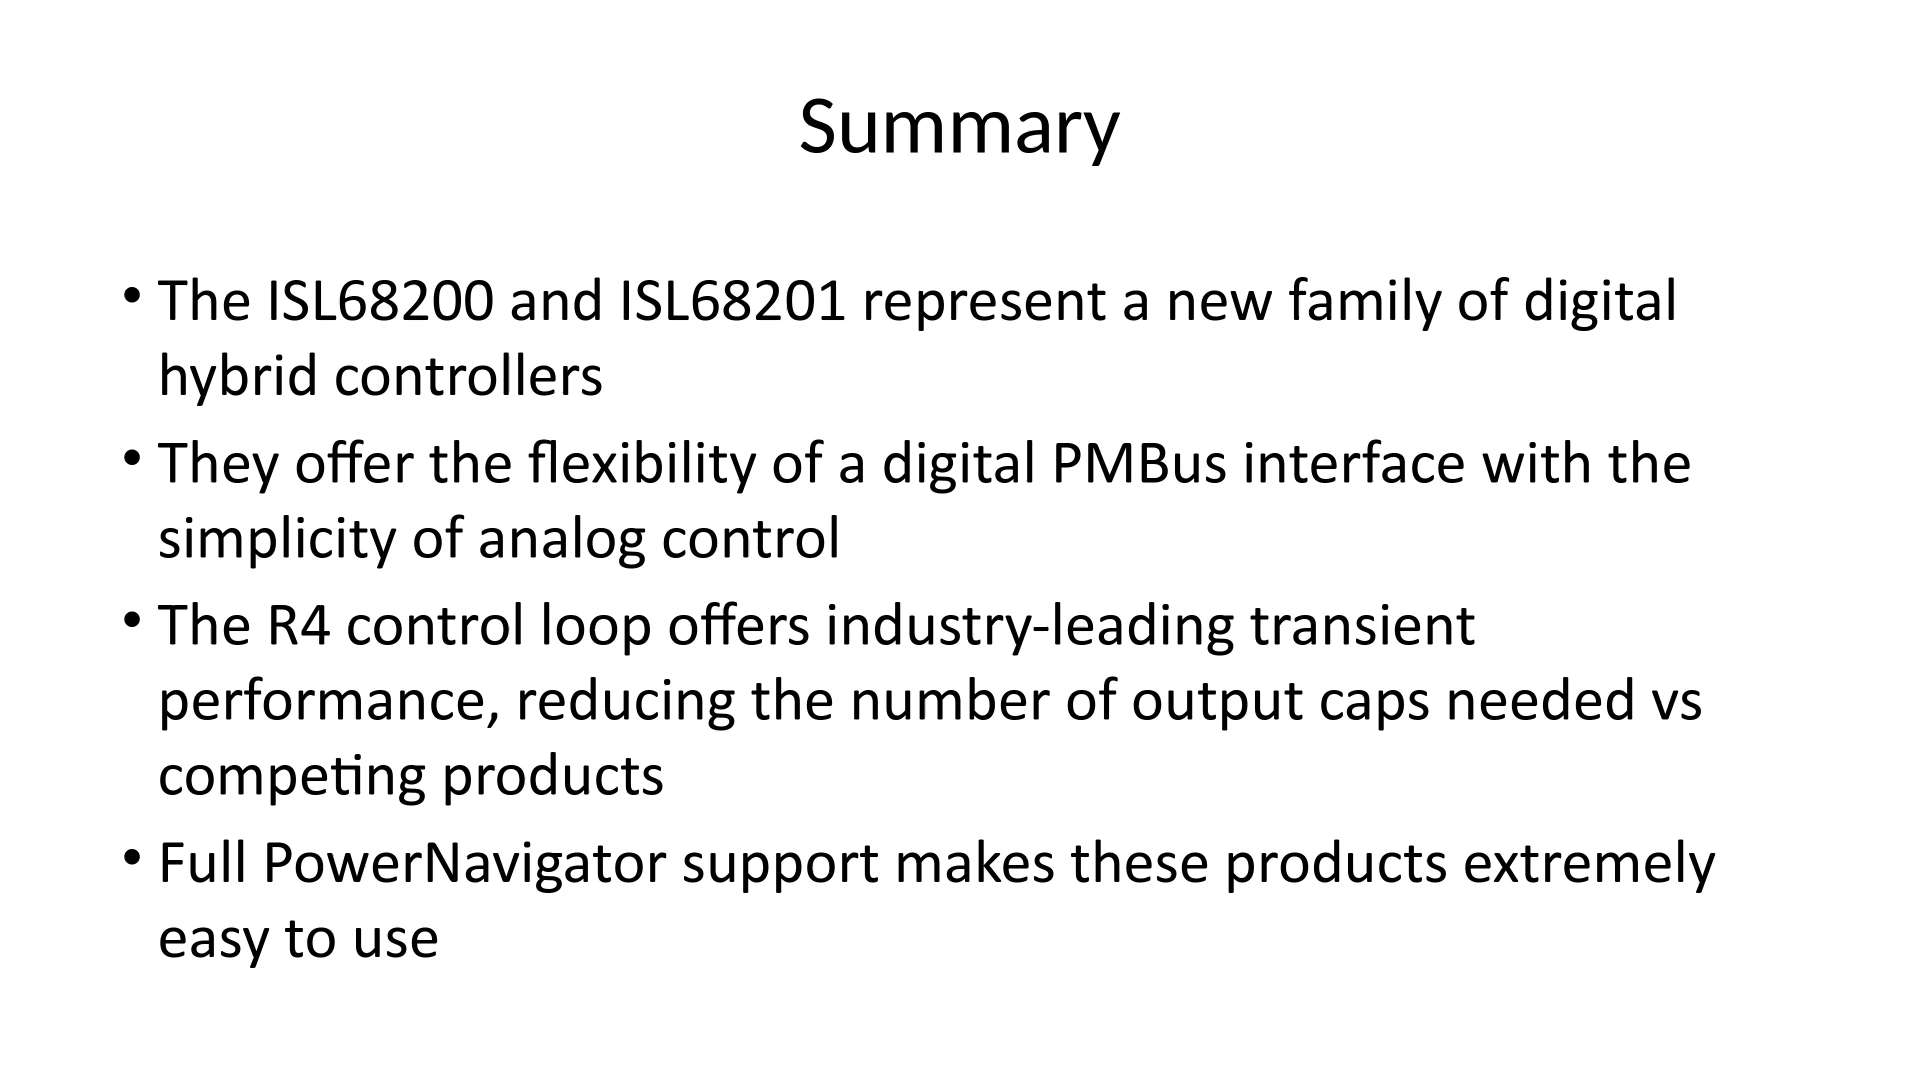 Summary
• The ISL68200 and ISL68201 represent a new family of digital
hybrid controllers
• They offer the flexibility of a digital PMBus interface with the
simplicity of analog control
• The R4 control loop offers industry-leading transient
performance, reducing the number of output caps needed vs
competing products
• Full PowerNavigator support makes these products extremely
easy to use